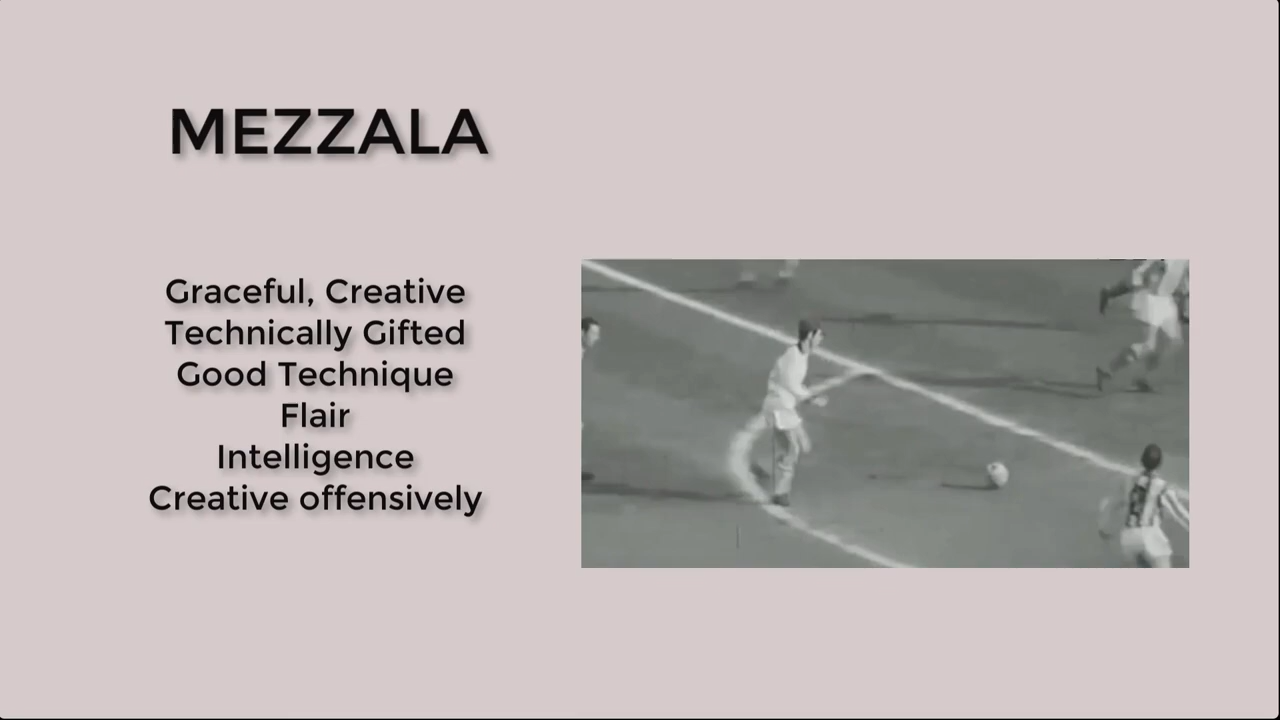 MEZZALA
Graceful, Creative
Technically Gifted
Good Technique
Flair
Intelligence
Creative offensively